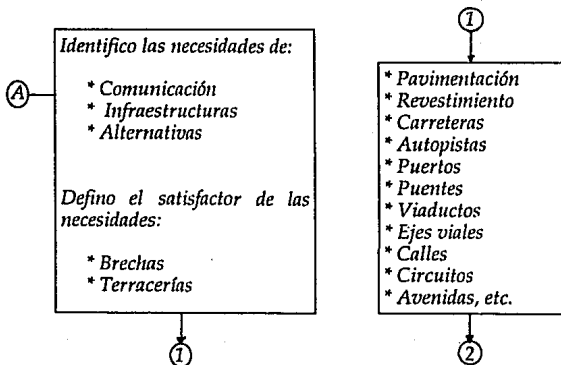 Identifico las necesidades de:
* Comunicación
* Infraestructuras
* Alternativas
A
Defino el satisfactor de las
necesidades:
* Brechas
* Terracerías
1
1
* Pavimentación
* Revestimiento
* Carreteras
* Autopistas
* Puertos
* Puentes
* Viaductos
* Ejes viales
* Calles
* Circuitos
* Avenidas, etc.
2